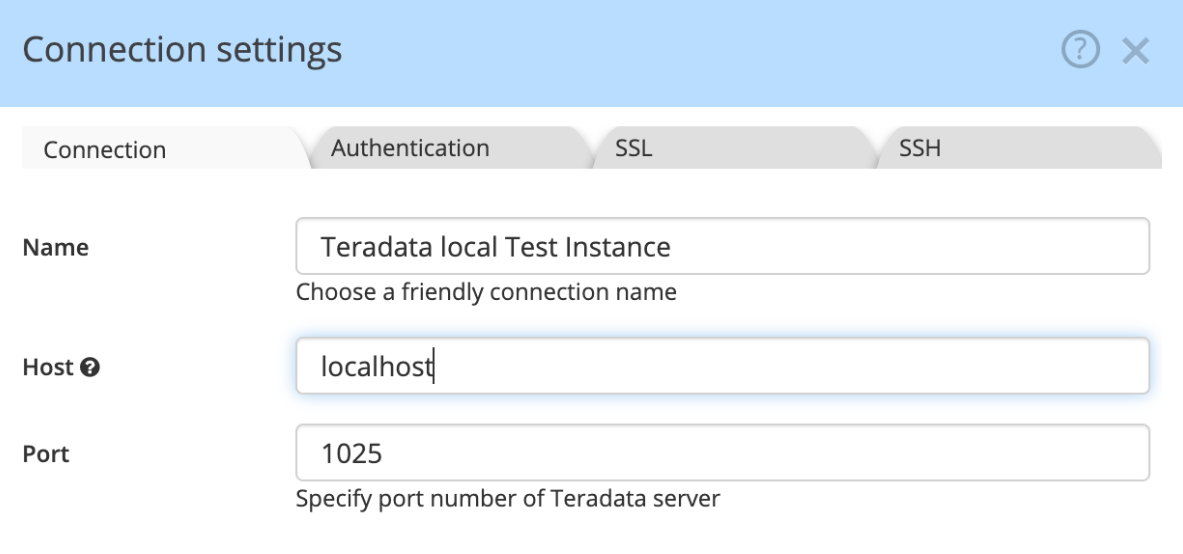 Connection settings
Connection
Authentication
SSL
SSH
Name
Teradata local Test Instance
Choose a friendly connection name
Host ?
localhost
Port
1025
Specify port number of Teradata server